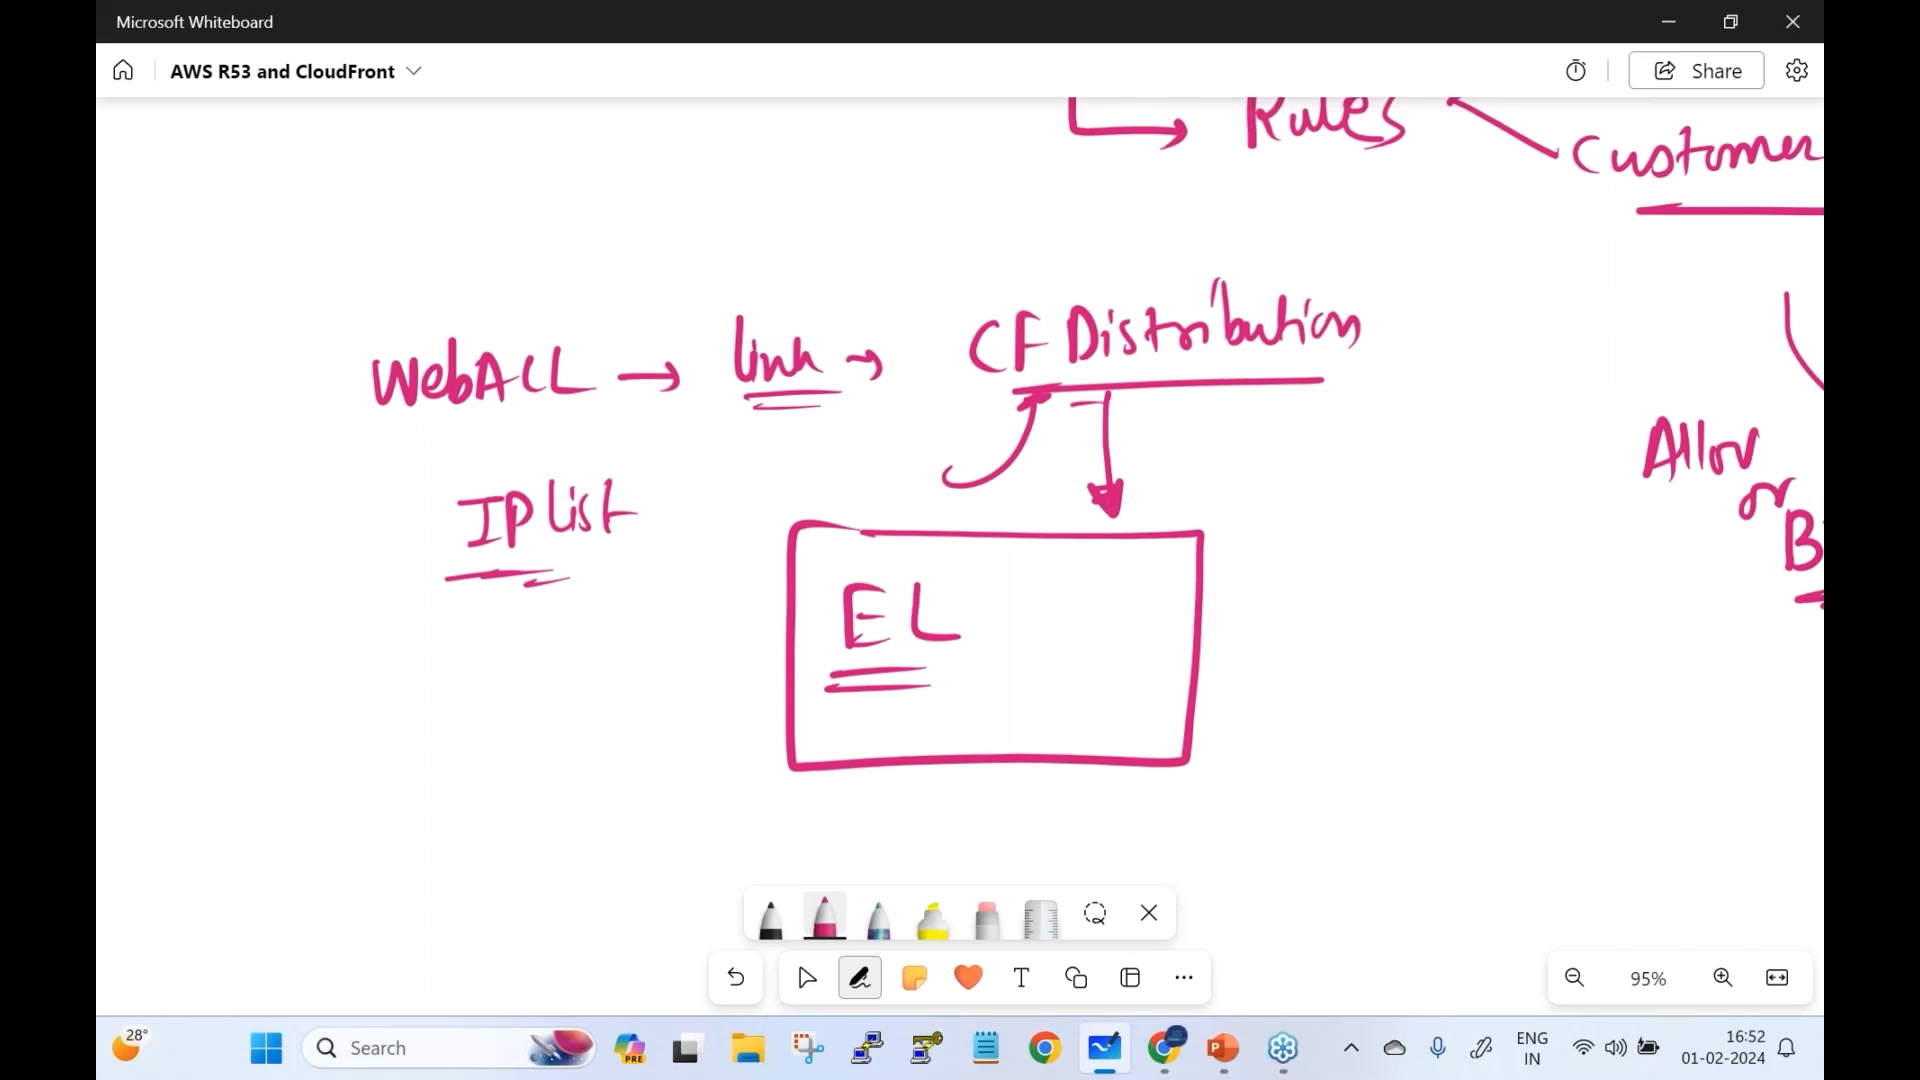 Microsoft Whiteboard
AWS R53 and CloudFront
Share
Rules
Customer
WebACL → link → CF Distribution
IP list
Allow
or
B
EL
95%
28°
Search
PRE
ENG
IN
16:52
01-02-2024